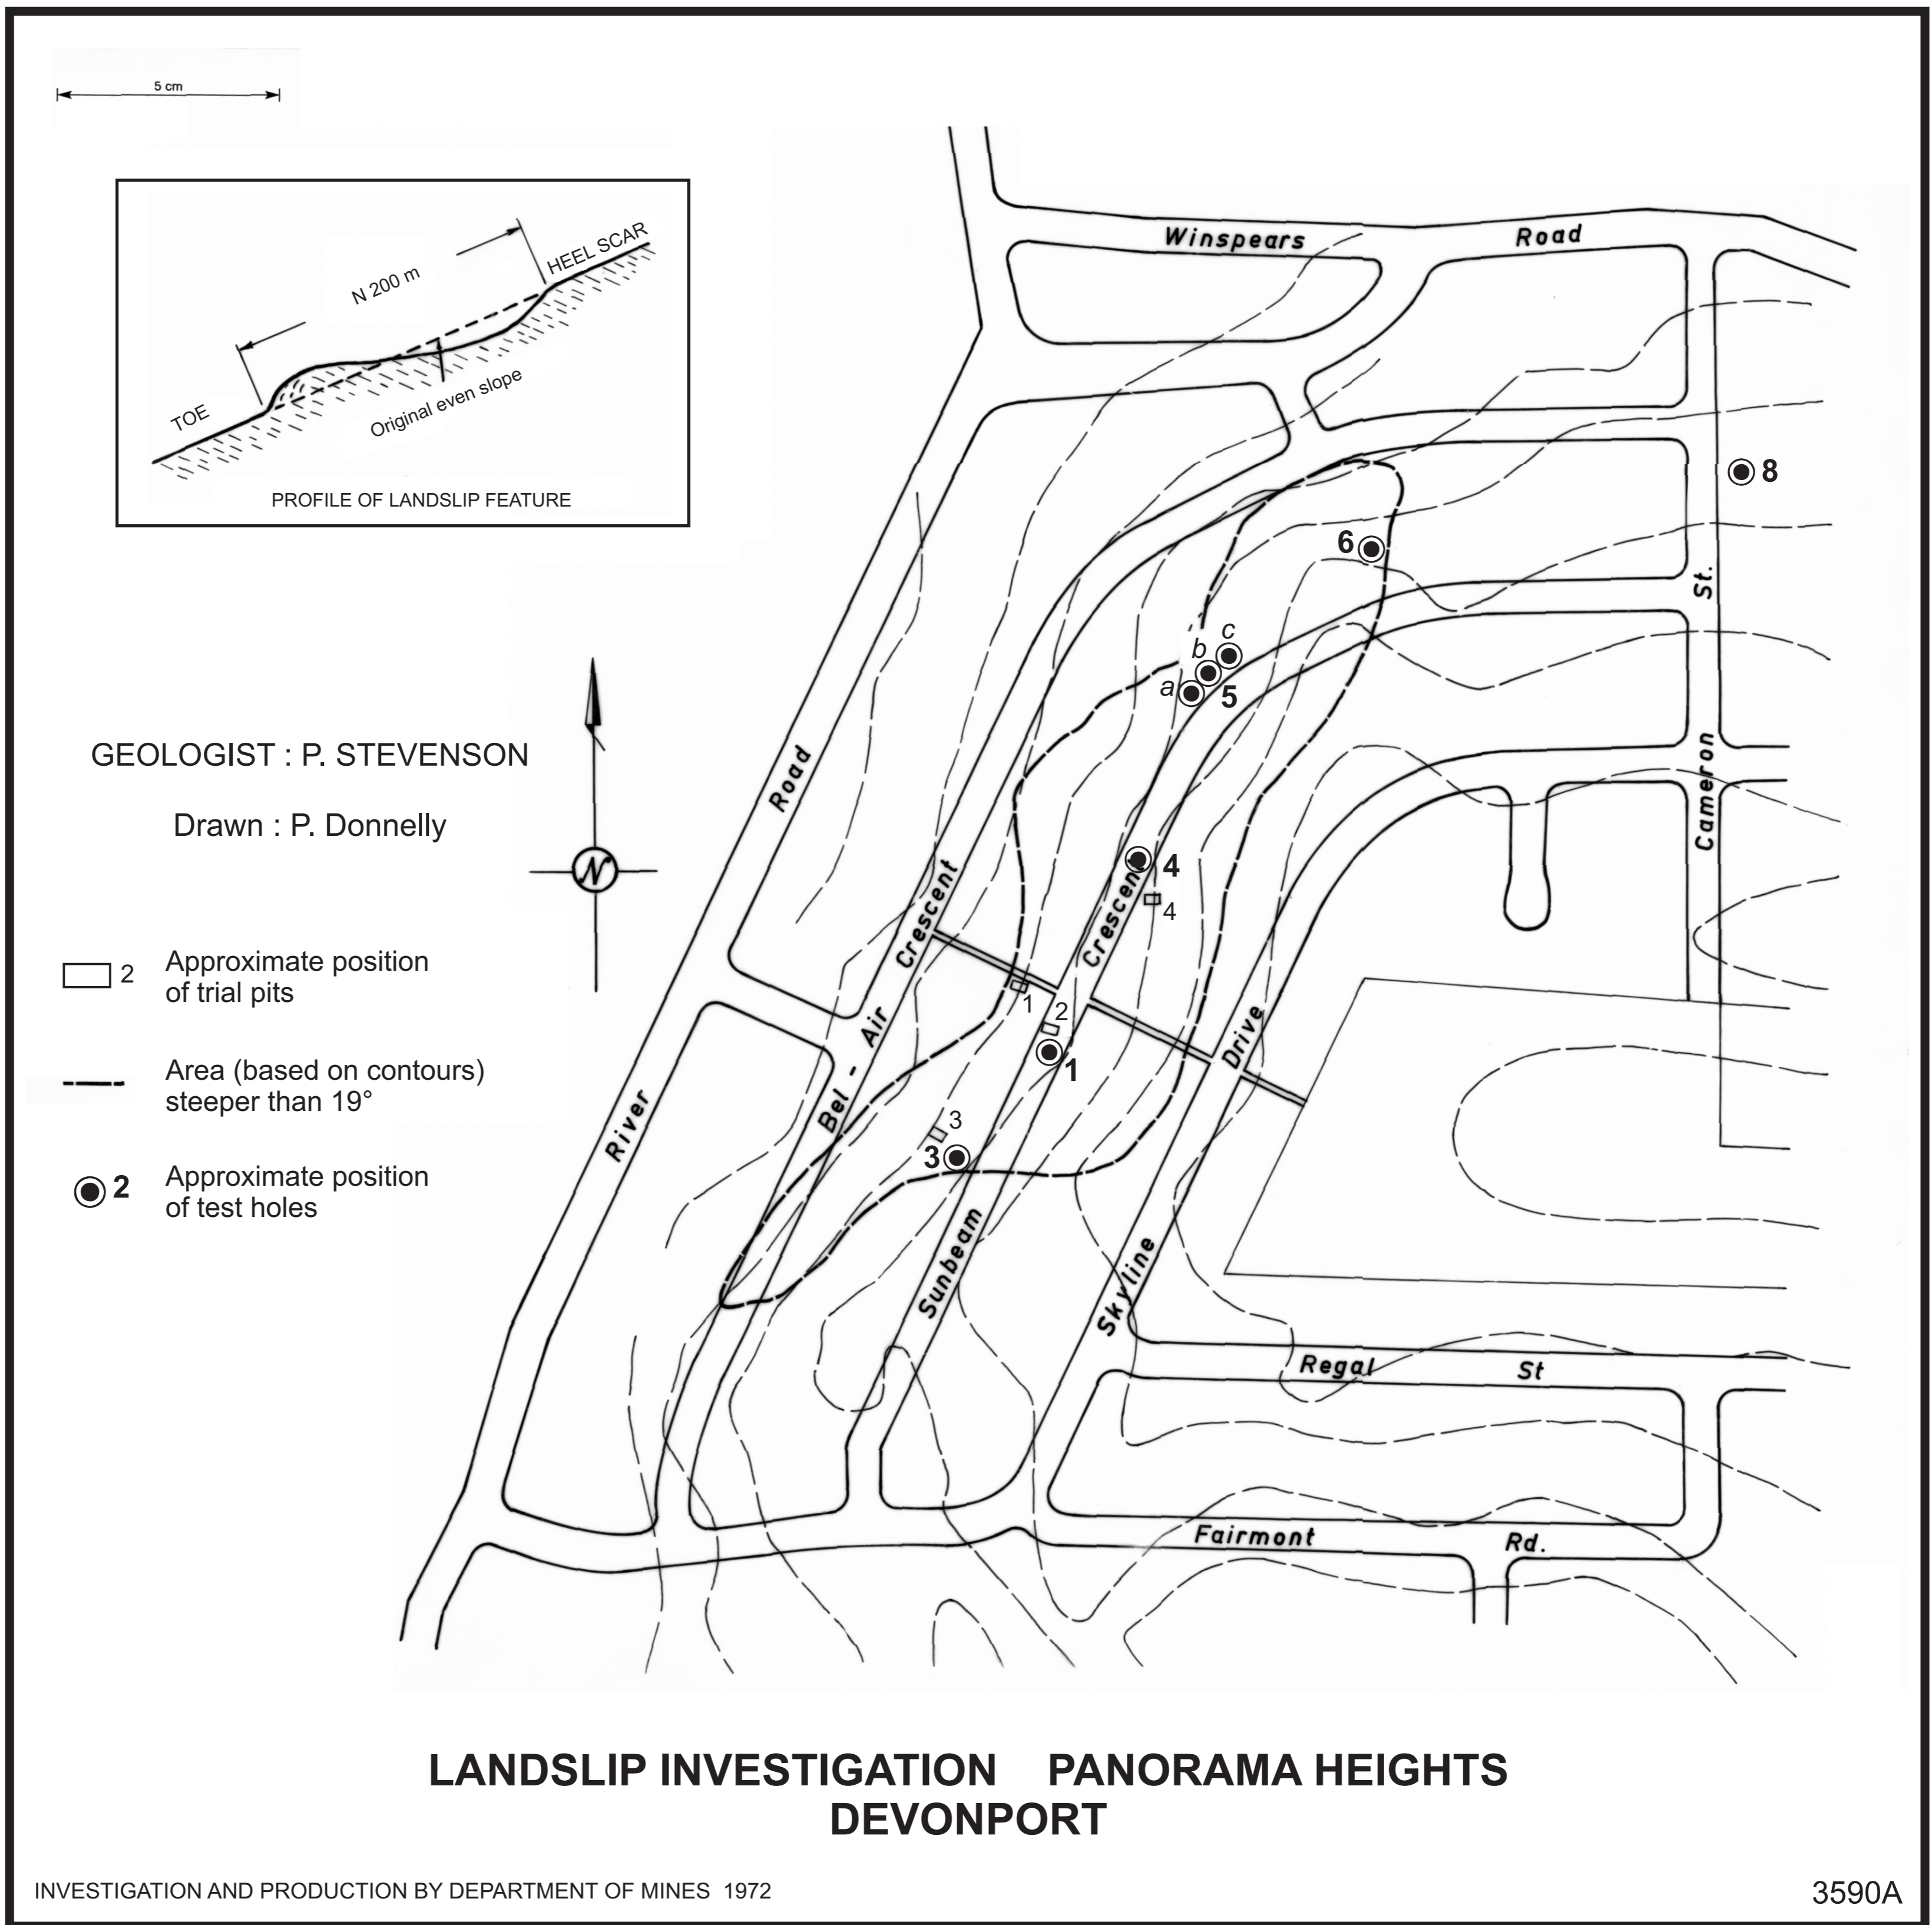 5 cm
HEEL SCAR
N 200 m
TOE
Original even slope
PROFILE OF LANDSLIP FEATURE
Winspears Road
8
6
St.
c
b
a
5
GEOLOGIST : P. STEVENSON
Drawn : P. Donnelly
N
Road
Cameron
4
4
Crescent
Crescent
2 Approximate position
of trial pits
1
2
1
Air
Drive
Area (based on contours)
steeper than 19°
Bel -
River
3
3
2 Approximate position
of test holes
Sunbeam
Skyline
Regal St
Fairmont Rd.
LANDSLIP INVESTIGATION PANORAMA HEIGHTS
DEVONPORT
INVESTIGATION AND PRODUCTION BY DEPARTMENT OF MINES 1972
3590A